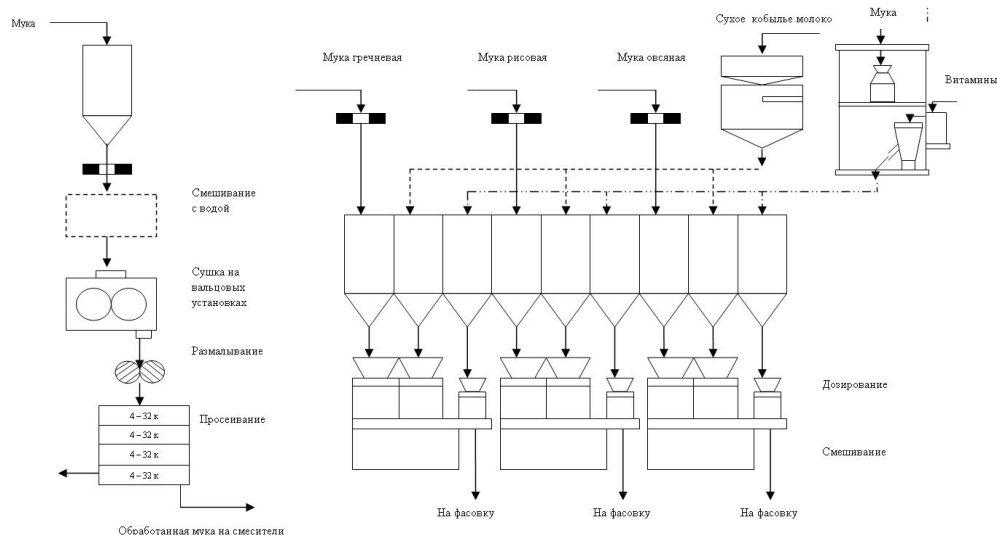 Мука
Смешивание
с водой
Сушка на
вальцовых
установках
Размалывание
Просеивание
4 – 32 к
4 – 32 к
4 – 32 к
4 – 32 к
Обработанная мука на смесители
Мука гречневая
Мука рисовая
Мука овсяная
Сухое кобылье молоко
Мука
Витамины
Дозирование
Смешивание
На фасовку
На фасовку
На фасовку